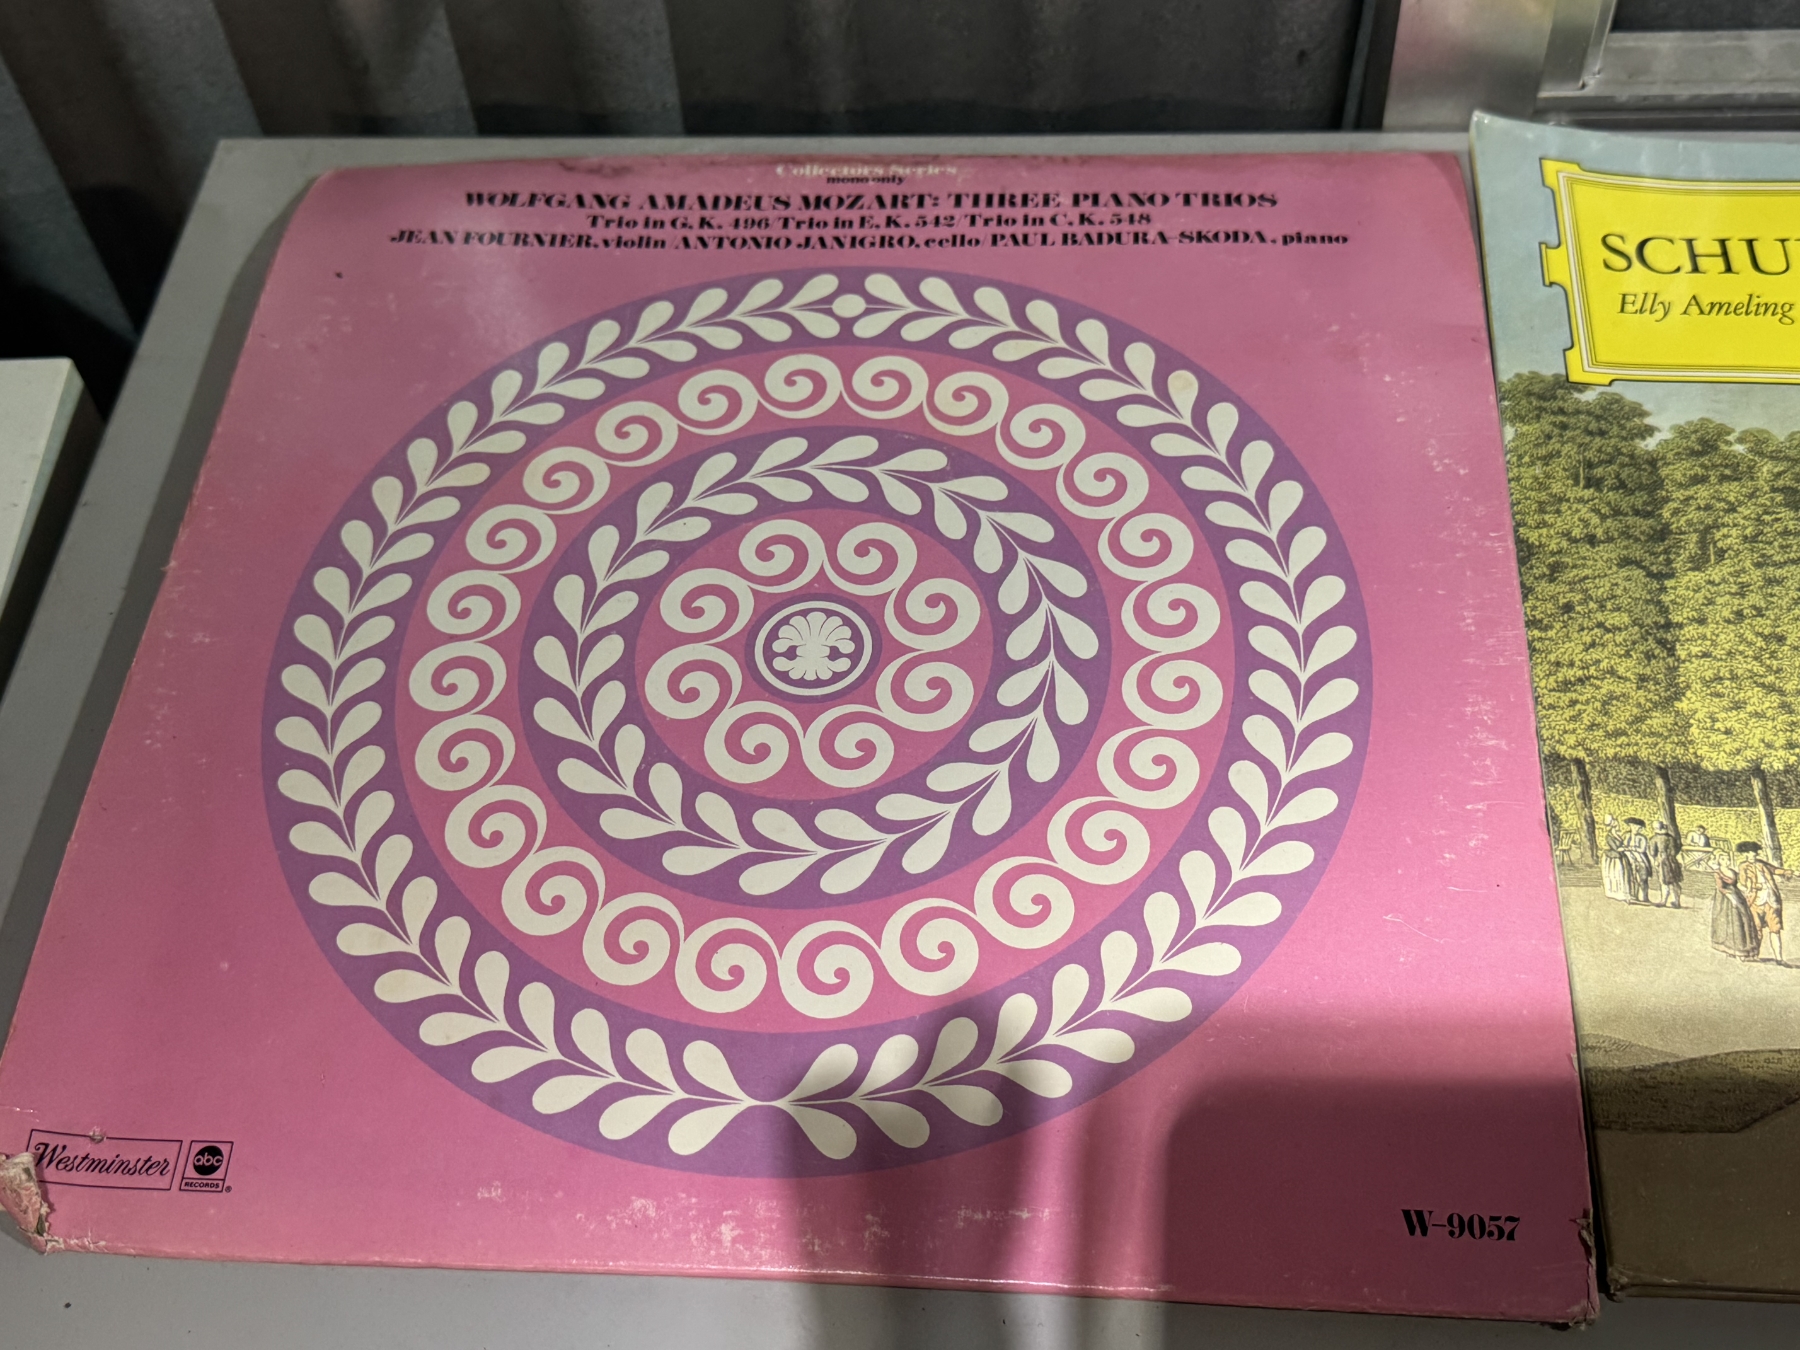 Collectors Series
mono only
WOLFGANG AMADEUS MOZART: THREE PIANO TRIOS
Trio in G, K. 496/Trio in E, K. 542/Trio in C, K. 548
JEAN FOURNIER, violin/ANTONIO JANIGRO, cello/PAUL BADURA-SKODA, piano
Westminster
abc
RECORDS
®
W-9057
SCHU
Elly Ameling